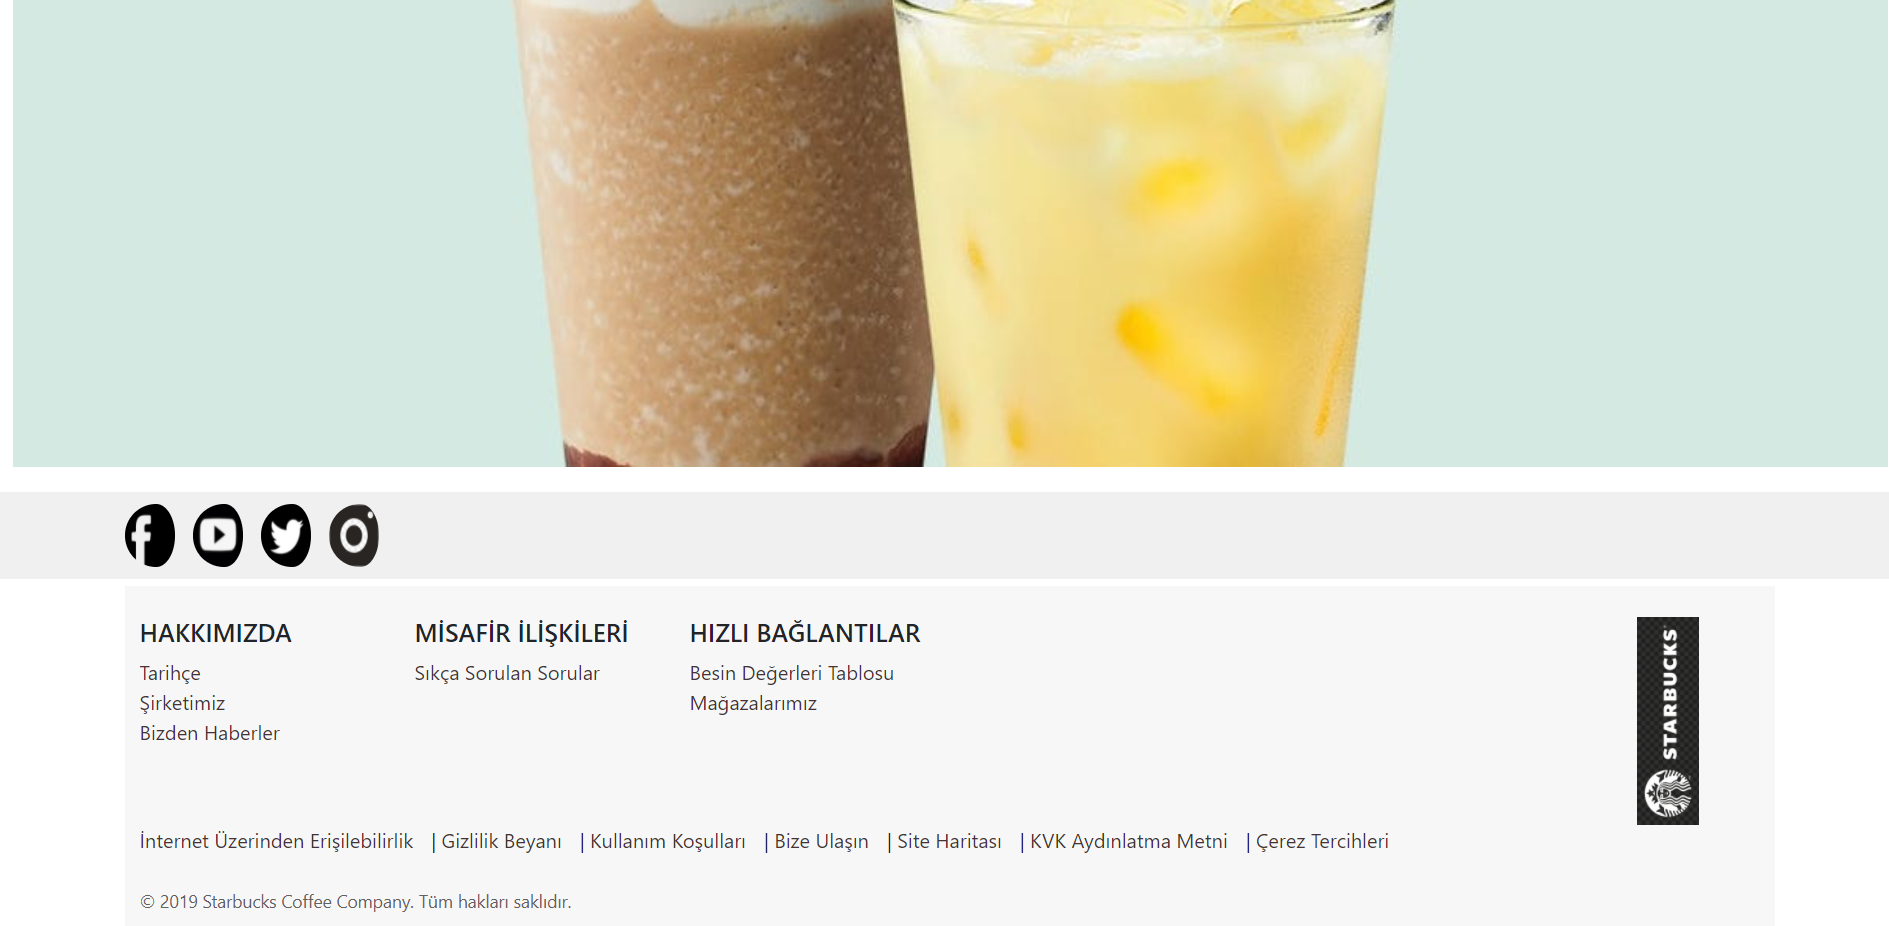 HAKKIMIZDA
Tarihçe
Şirketimiz
Bizden Haberler
MİSAFİR İLİŞKİLERİ
Sıkça Sorulan Sorular
HIZLI BAĞLANTILAR
Besin Değerleri Tablosu
Mağazalarımız
STARBUCKS
İnternet Üzerinden Erişilebilirlik | Gizlilik Beyanı | Kullanım Koşulları | Bize Ulaşın | Site Haritası | KVK Aydınlatma Metni | Çerez Tercihleri
© 2019 Starbucks Coffee Company. Tüm hakları saklıdır.